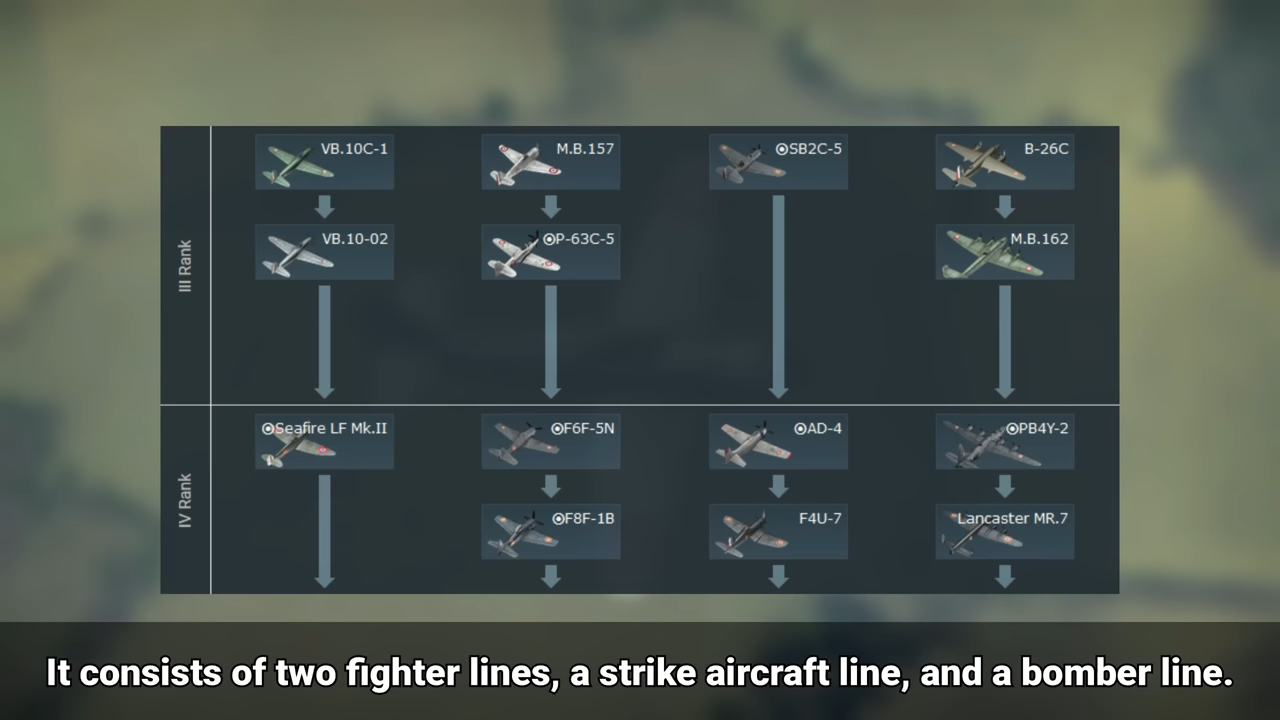 III Rank
VB.10C-1
M.B.157
SB2C-5
B-26C
VB.10-02
P-63C-5
M.B.162
IV Rank
Seafire LF Mk.II
F6F-5N
AD-4
PB4Y-2
F8F-1B
F4U-7
Lancaster MR.7
It consists of two fighter lines, a strike aircraft line, and a bomber line.